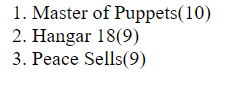 1. Master of Puppets(10)
2. Hangar 18(9)
3. Peace Sells(9)